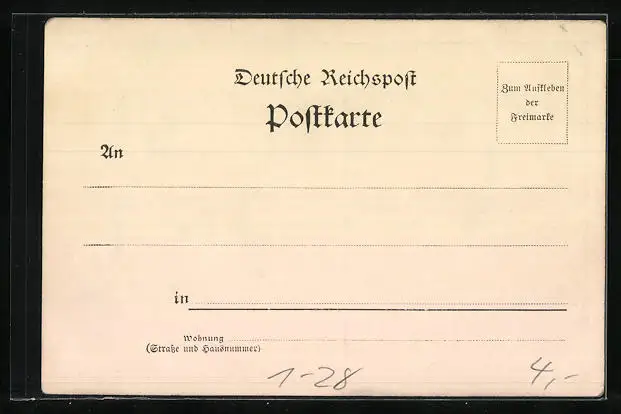 Deutſche Reichspoſt
Poſtkarte
Zum Aufkleben
der
Freimarke
An
in
Wohnung
(Straße und Hausnummer)
1-28
4,-